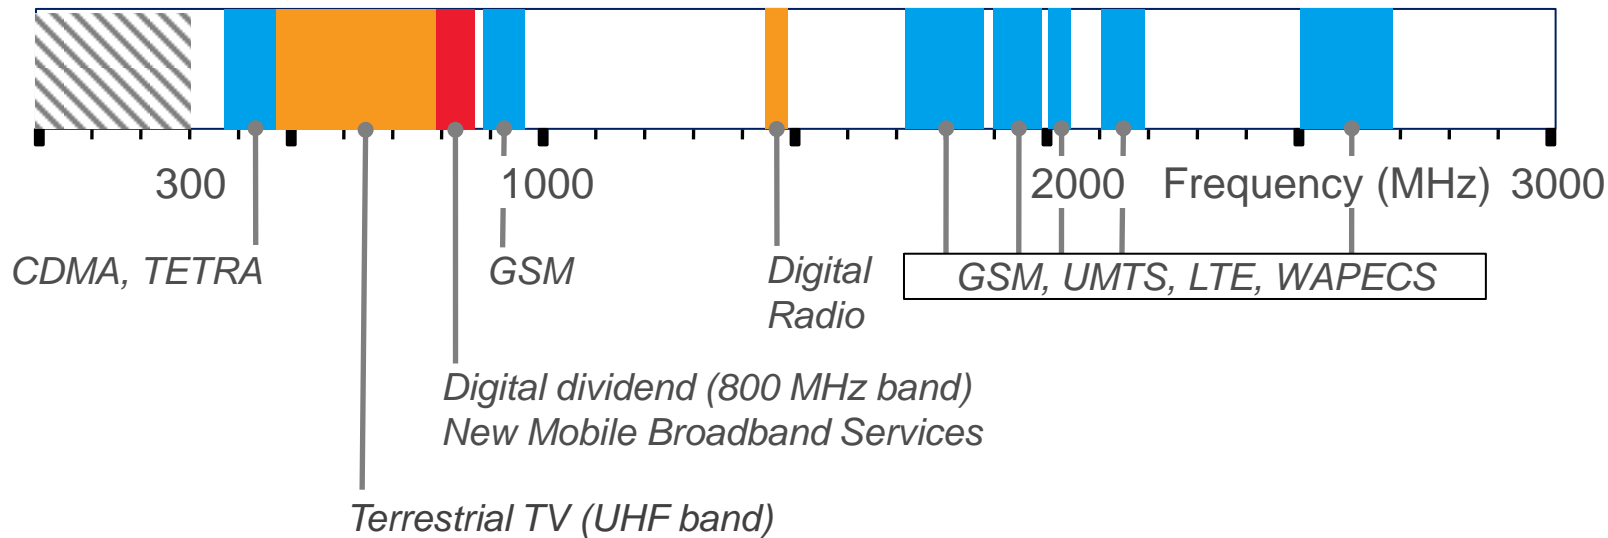 300 1000 2000 Frequency (MHz) 3000
CDMA, TETRA GSM Digital Radio GSM, UMTS, LTE, WAPECS
Digital dividend (800 MHz band)
New Mobile Broadband Services
Terrestrial TV (UHF band)